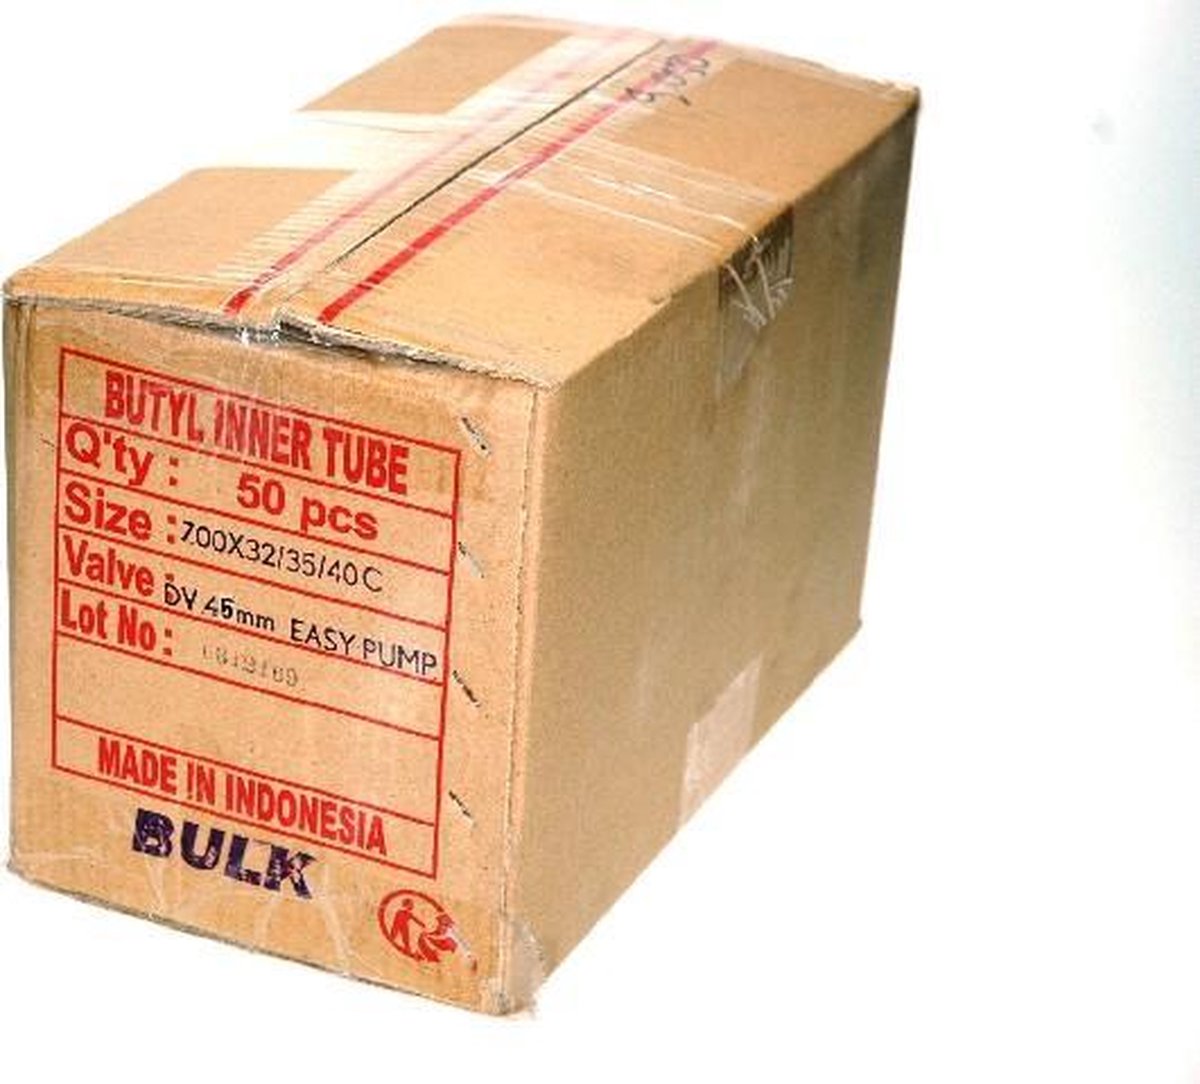 BUTYL INNER TUBE
Q'ty : 50 pcs
Size : 700X32/35/40C
Valve : DV 45mm EASY PUMP
Lot No :
MADE IN INDONESIA
BULK